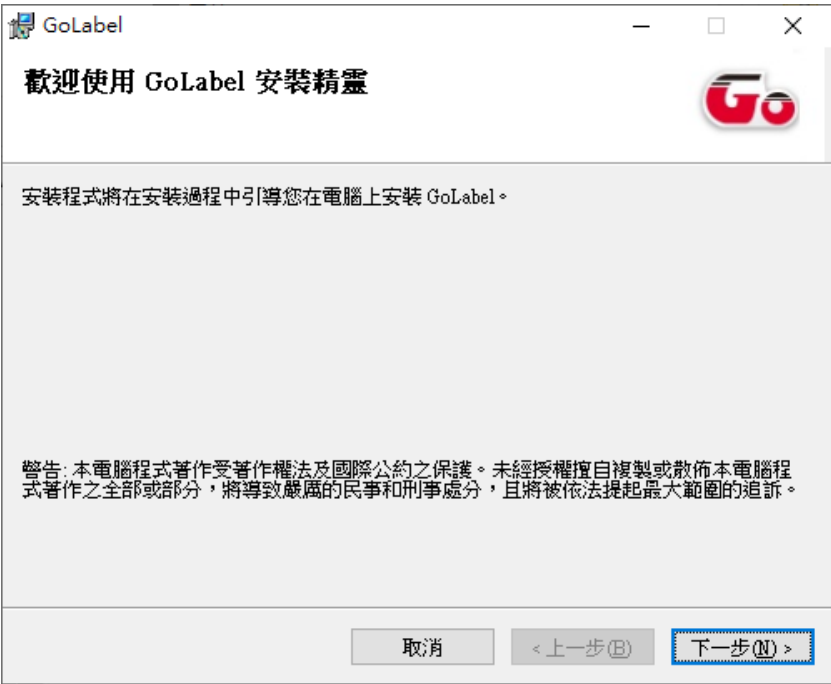 GoLabel
歡迎使用 GoLabel 安裝精靈
Go
安裝程式將在安裝過程中引導您在電腦上安裝 GoLabel。
警告: 本電腦程式著作受著作權法及國際公約之保護。未經授權擅自複製或散佈本電腦程
式著作之全部或部分，將導致嚴厲的民事和刑事處分，且將被依法提起最大範圍的追訴。
取消
< 上一步(B)
下一步(N) >